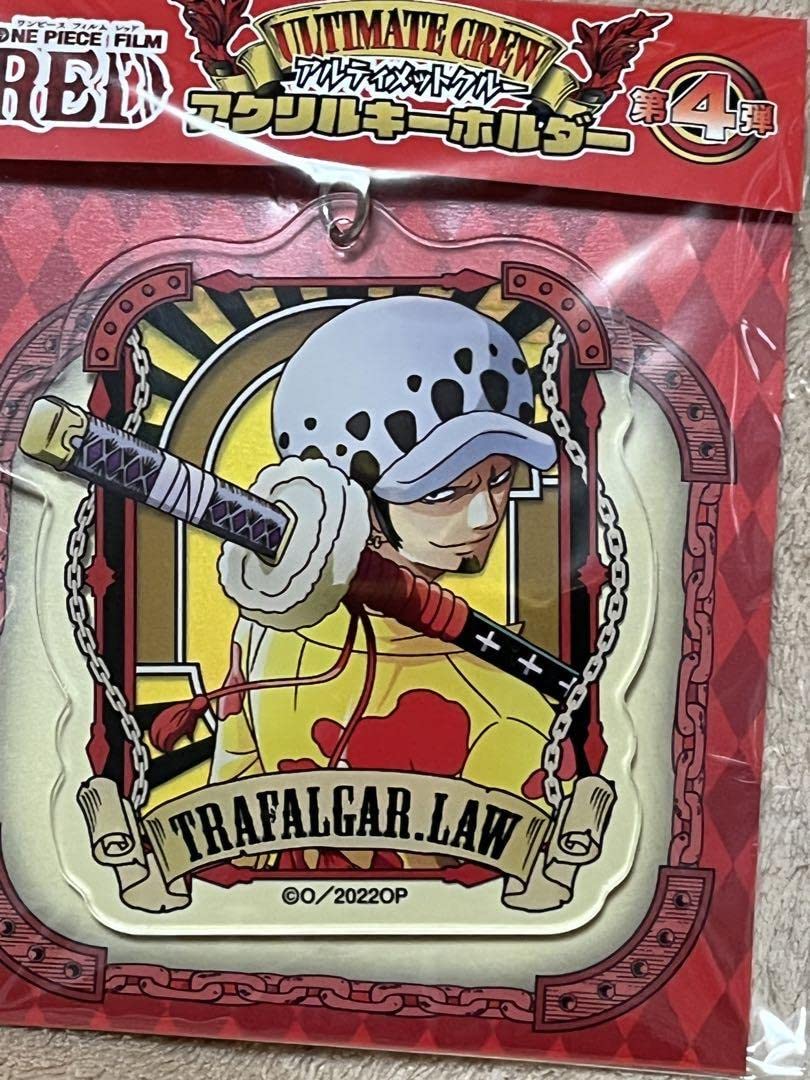 ワンピース フィルム レッド
ONE PIECE FILM
RED
ULTIMATE CREW
アルティメットクルー
アクリルキーホルダー
第4弾
TRAFALGAR.LAW
©O/2022OP